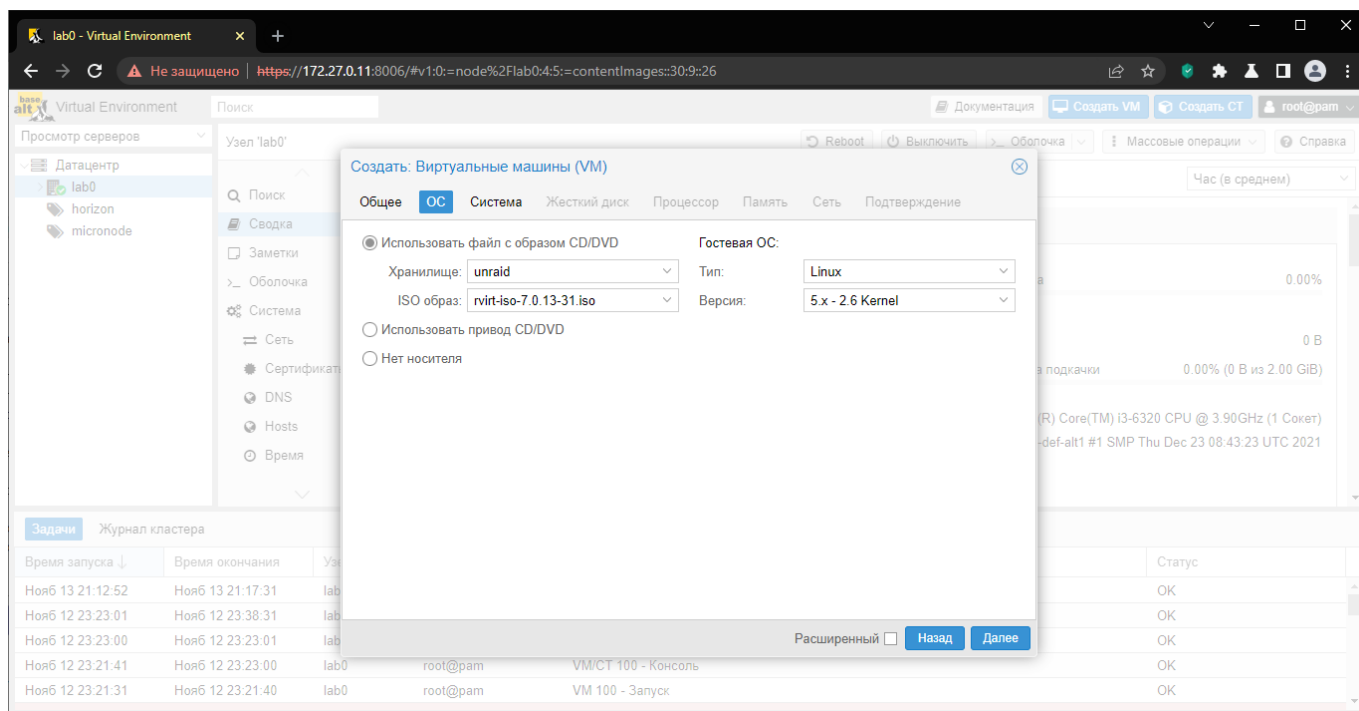 lab0 - Virtual Environment
Не защищено https://172.27.0.11:8006/#v1:0:=node%2Flab0:4:5:=contentImages::30:9::26
base
alt Virtual Environment Поиск Документация Создать VM Создать CT root@pam
Просмотр серверов Узел 'lab0' Reboot Выключить Оболочка Массовые операции Справка
Датацентр
lab0
horizon
micronode
Поиск
Сводка
Заметки
Оболочка
Система
Сеть
DNS
Hosts
Время
Создать: Виртуальные машины (VM)
Общее ОС Система Жесткий диск Процессор Память Сеть Подтверждение
Использовать файл с образом CD/DVD Гостевая ОС:
Хранилище: unraid Тип: Linux
ISO образ: rvirt-iso-7.0.13-31.iso Версия: 5.x - 2.6 Kernel
Использовать привод CD/DVD
Нет носителя
Расширенный Назад Далее
Час (в среднем)
0.00%
0 B
подкачки 0.00% (0 B из 2.00 GiB)
(R) Core(TM) i3-6320 CPU @ 3.90GHz (1 Сокет)
-def-alt1 #1 SMP Thu Dec 23 08:43:23 UTC 2021
Задачи Журнал кластера
Время запуска Время окончания Статус
Нояб 13 21:12:52 Нояб 13 21:17:31 OK
Нояб 12 23:23:01 Нояб 12 23:38:31 OK
Нояб 12 23:23:00 Нояб 12 23:23:01 OK
Нояб 12 23:21:41 Нояб 12 23:23:00 lab0 root@pam VM/CT 100 - Консоль OK
Нояб 12 23:21:31 Нояб 12 23:21:40 lab0 root@pam VM 100 - Запуск OK